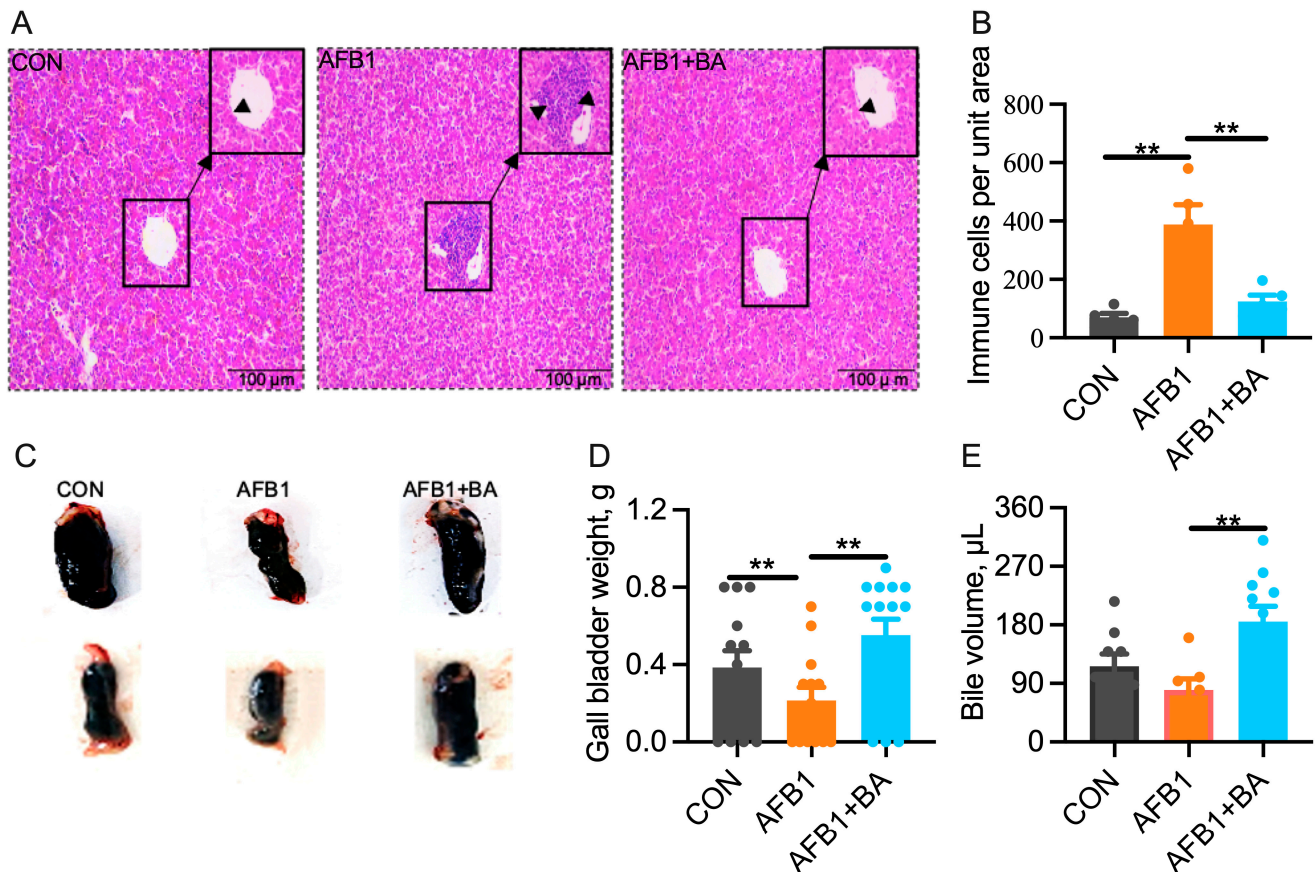 A
CON
AFB1
AFB1+BA
100 µm
100 µm
100 µm
B
Immune cells per unit area
800
600
400
200
0
**
**
CON
AFB1
AFB1+BA
C
CON
AFB1
AFB1+BA
D
Gall bladder weight, g
1.2
0.8
0.4
0.0
**
**
CON
AFB1
AFB1+BA
E
Bile volume, µL
360
270
180
90
0
**
CON
AFB1
AFB1+BA